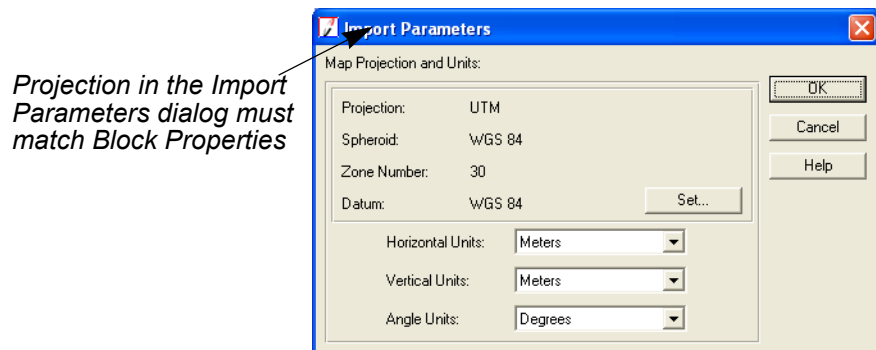 Import Parameters
Map Projection and Units:
Projection in the Import
Parameters dialog must
match Block Properties
Projection: UTM
Spheroid: WGS 84
Zone Number: 30
Datum: WGS 84
Set...
Horizontal Units: Meters
Vertical Units: Meters
Angle Units: Degrees
OK
Cancel
Help